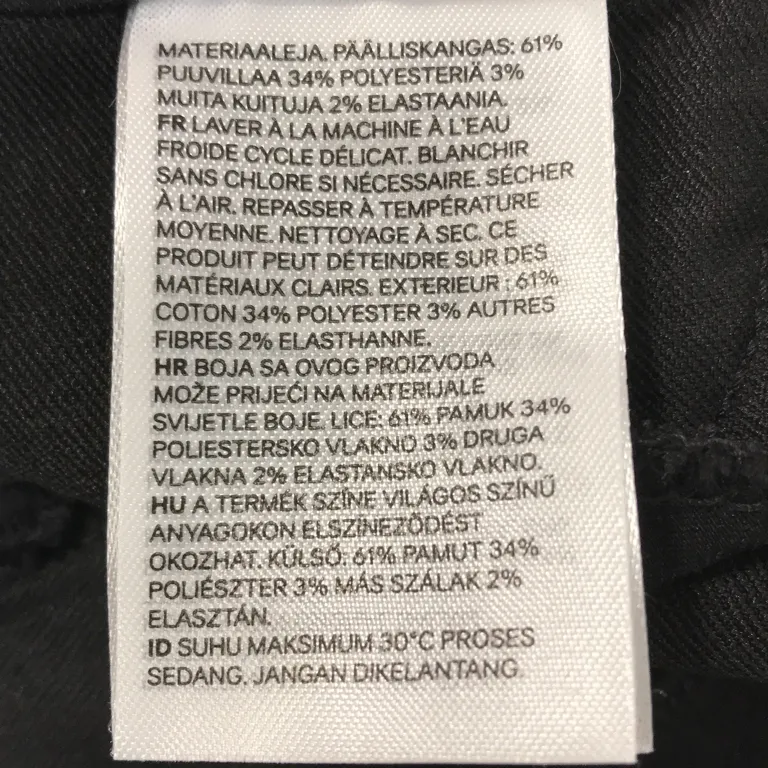 MATERIAALEJA. PÄÄLLISKANGAS: 61%
PUUVILLAA 34% POLYESTERIÄ 3%
MUITA KUITUJA 2% ELASTAANIA.
FR LAVER À LA MACHINE À L'EAU
FROIDE CYCLE DÉLICAT. BLANCHIR
SANS CHLORE SI NÉCESSAIRE. SÉCHER
À L'AIR. REPASSER À TEMPÉRATURE
MOYENNE. NETTOYAGE À SEC. CE
PRODUIT PEUT DÉTEINDRE SUR DES
MATÉRIAUX CLAIRS. EXTERIEUR : 61%
COTON 34% POLYESTER 3% AUTRES
FIBRES 2% ELASTHANNE.
HR BOJA SA OVOG PROIZVODA
MOŽE PRIJEĆI NA MATERIJALE
SVIJETLE BOJE. LICE: 61% PAMUK 34%
POLIESTERSKO VLAKNO 3% DRUGA
VLAKNA 2% ELASTANSKO VLAKNO.
HU A TERMÉK SZÍNE VILÁGOS SZÍNŰ
ANYAGOKON ELSZÍNEZŐDÉST
OKOZHAT. KÜLSŐ: 61% PAMUT 34%
POLIÉSZTER 3% MÁS SZÁLAK 2%
ELASZTÁN.
ID SUHU MAKSIMUM 30°C PROSES
SEDANG. JANGAN DIKELANTANG.